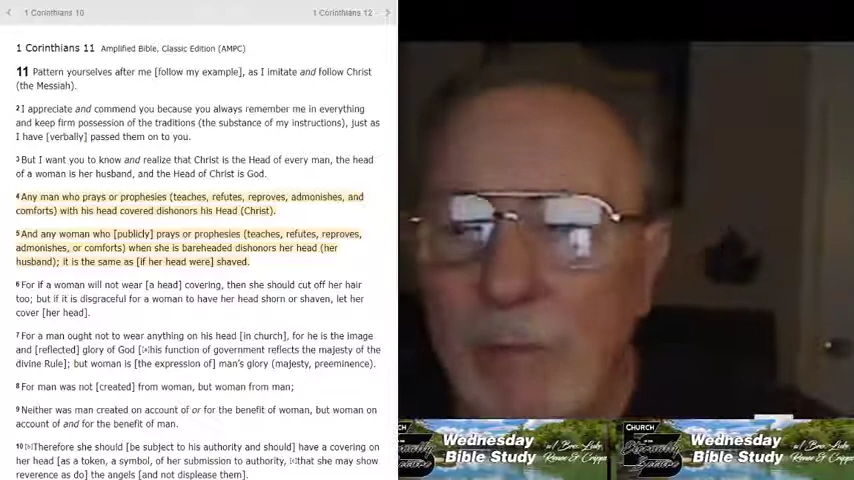 1 Corinthians 10
1 Corinthians 12
1 Corinthians 11 Amplified Bible, Classic Edition (AMPC)
11 Pattern yourselves after me [follow my example], as I imitate and follow Christ
(the Messiah).
2 I appreciate and commend you because you always remember me in everything
and keep firm possession of the traditions (the substance of my instructions), just as
I have [verbally] passed them on to you.
3 But I want you to know and realize that Christ is the Head of every man, the head
of a woman is her husband, and the Head of Christ is God.
4 Any man who prays or prophesies (teaches, refutes, reproves, admonishes, and
comforts) with his head covered dishonors his Head (Christ).
5 And any woman who [publicly] prays or prophesies (teaches, refutes, reproves,
admonishes, or comforts) when she is bareheaded dishonors her head (her
husband); it is the same as [if her head were] shaved.
6 For if a woman will not wear [a head] covering, then she should cut off her hair
too; but if it is disgraceful for a woman to have her head shorn or shaven, let her
cover [her head].
7 For a man ought not to wear anything on his head [in church], for he is the image
and [reflected] glory of God [his function of government reflects the majesty of the
divine Rule]; but woman is [the expression of] man's glory (majesty, preeminence).
8 For man was not [created] from woman, but woman from man;
9 Neither was man created on account of or for the benefit of woman, but woman on
account of and for the benefit of man.
10 Therefore she should [be subject to his authority and should] have a covering on
her head [as a token, a symbol, of her submission to authority, that she may show
reverence as do] the angels [and not displease them].
Wednesday
Bible Study
w/ Bro. Luke
Renee & Cripps
CHURCH
OF THE
Eternally
Secure
Wednesday
Bible Study
w/ Bro. Luke
Renee & Cripps